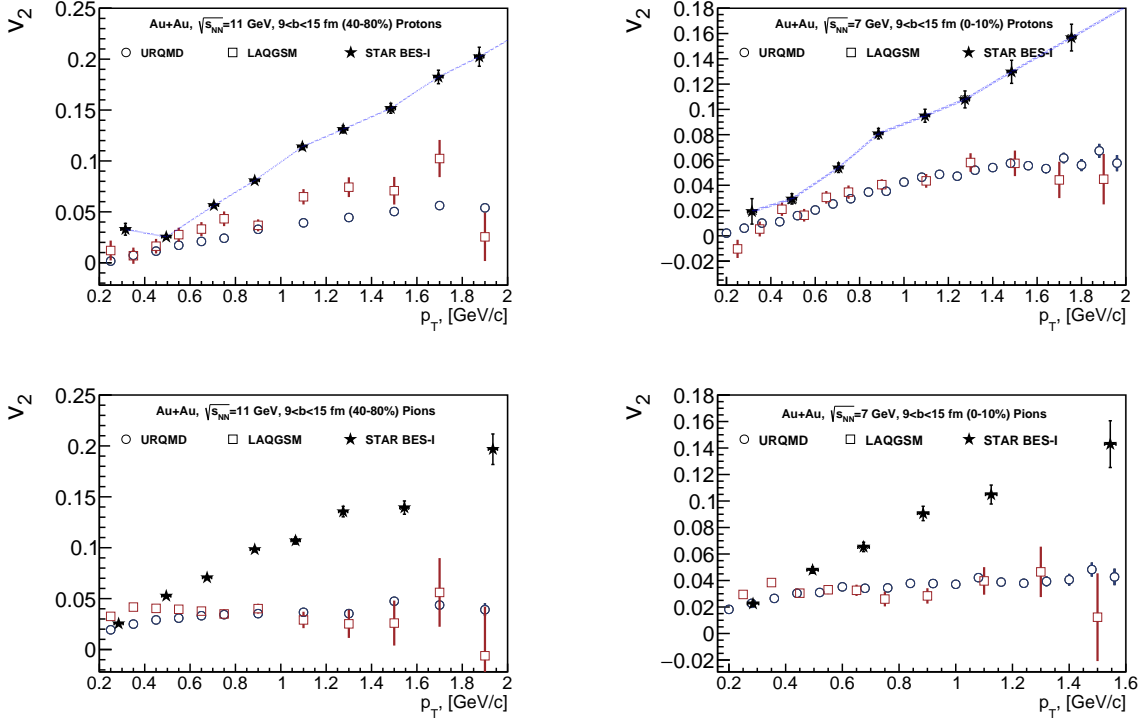 v2
Au+Au, √sNN=11 GeV, 9<b<15 fm (40-80%) Protons
URQMD LAQGSM STAR BES-I
0.25
0.2
0.15
0.1
0.05
0
0.2 0.4 0.6 0.8 1 1.2 1.4 1.6 1.8 2
pT, [GeV/c]
v2
Au+Au, √sNN=7 GeV, 9<b<15 fm (0-10%) Protons
URQMD LAQGSM STAR BES-I
0.18
0.16
0.14
0.12
0.1
0.08
0.06
0.04
0.02
0
−0.02
0.2 0.4 0.6 0.8 1 1.2 1.4 1.6 1.8 2
pT, [GeV/c]
v2
Au+Au, √sNN=11 GeV, 9<b<15 fm (40-80%) Pions
URQMD LAQGSM STAR BES-I
0.25
0.2
0.15
0.1
0.05
0
0.2 0.4 0.6 0.8 1 1.2 1.4 1.6 1.8 2
pT, [GeV/c]
v2
Au+Au, √sNN=7 GeV, 9<b<15 fm (0-10%) Pions
URQMD LAQGSM STAR BES-I
0.18
0.16
0.14
0.12
0.1
0.08
0.06
0.04
0.02
0
−0.02
0.2 0.4 0.6 0.8 1 1.2 1.4 1.6
pT, [GeV/c]